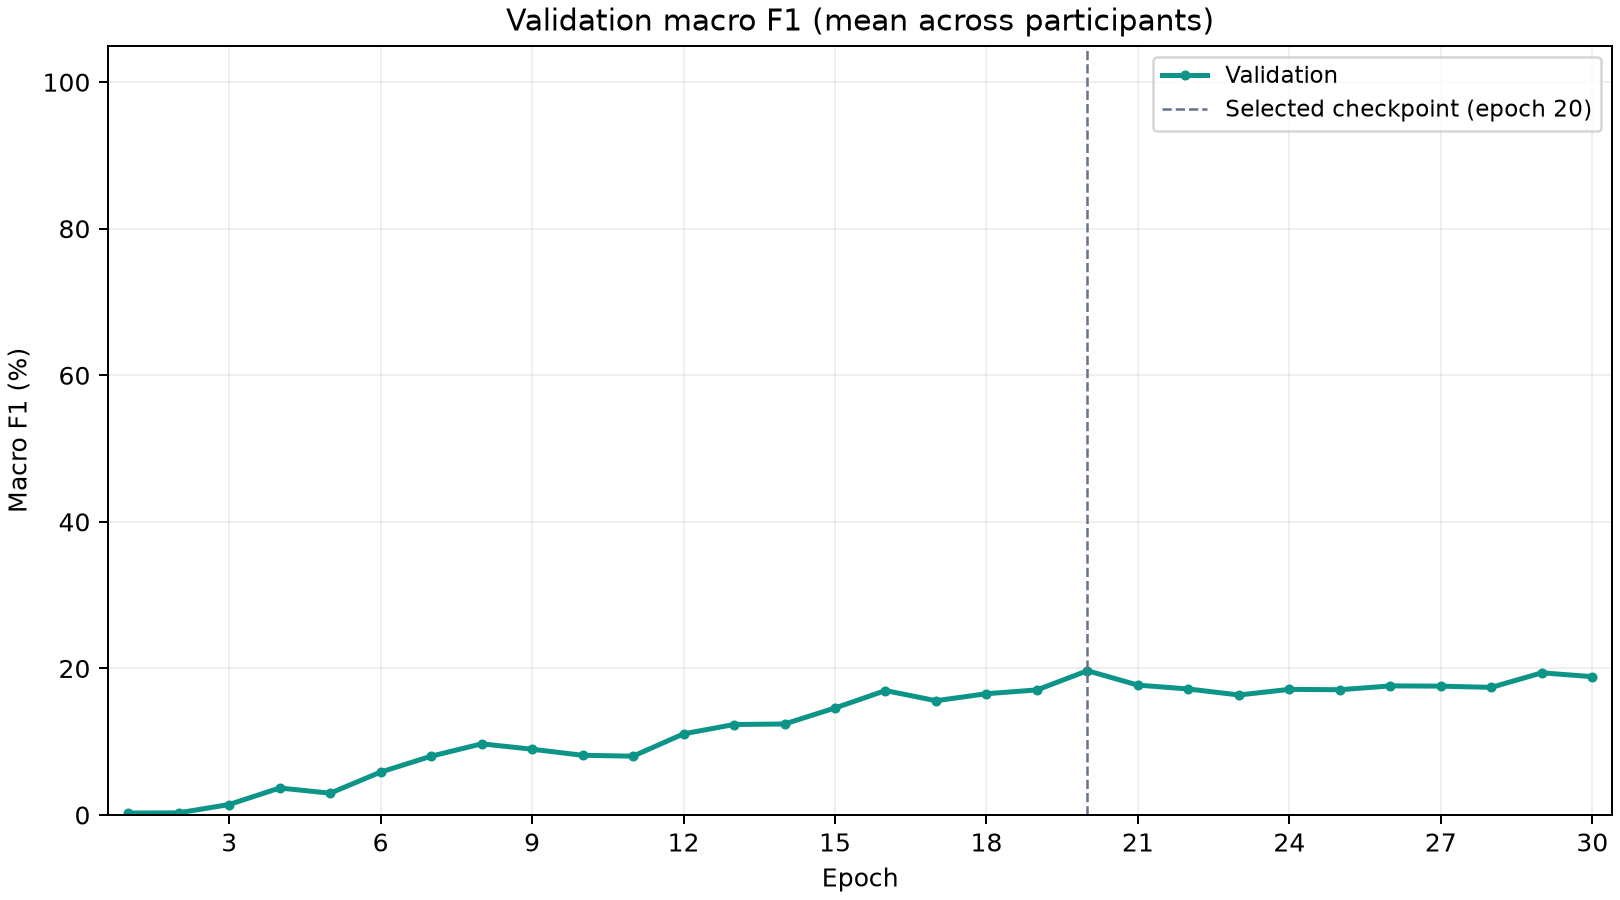 Validation macro F1 (mean across participants)
Validation
Selected checkpoint (epoch 20)
Macro F1 (%)
100
80
60
40
20
0
3 6 9 12 15 18 21 24 27 30
Epoch